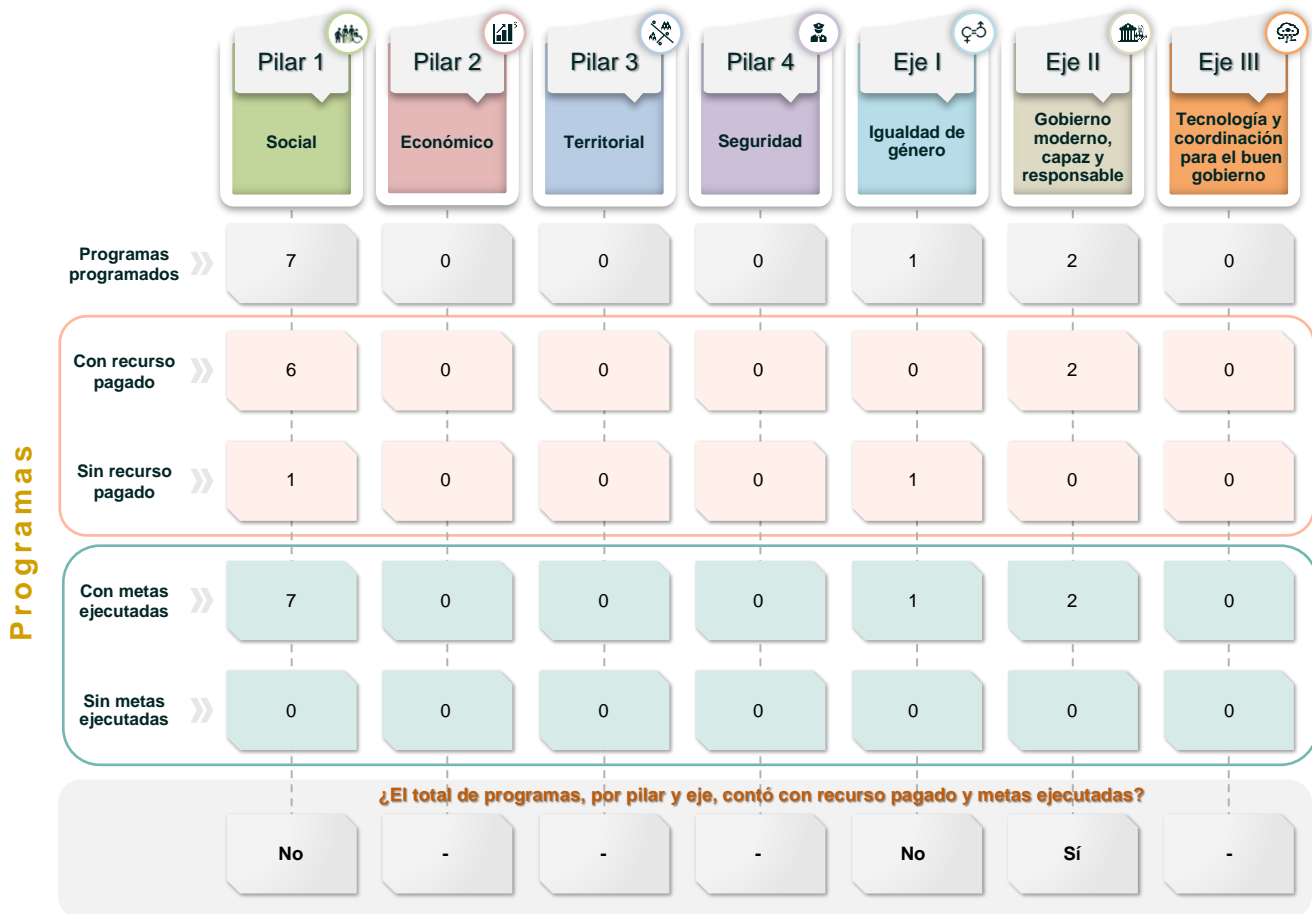 Pilar 1
Pilar 2
Pilar 3
Pilar 4
Eje I
Eje II
Eje III
Social
Económico
Territorial
Seguridad
Igualdad de
género
Gobierno
moderno,
capaz y
responsable
Tecnología y
coordinación
para el buen
gobierno
Programas
Programas
programados
7
0
0
0
1
2
0
Con recurso
pagado
6
0
0
0
0
2
0
Sin recurso
pagado
1
0
0
0
1
0
0
Con metas
ejecutadas
7
0
0
0
1
2
0
Sin metas
ejecutadas
0
0
0
0
0
0
0
¿El total de programas, por pilar y eje, contó con recurso pagado y metas ejecutadas?
No
-
-
-
No
Sí
-